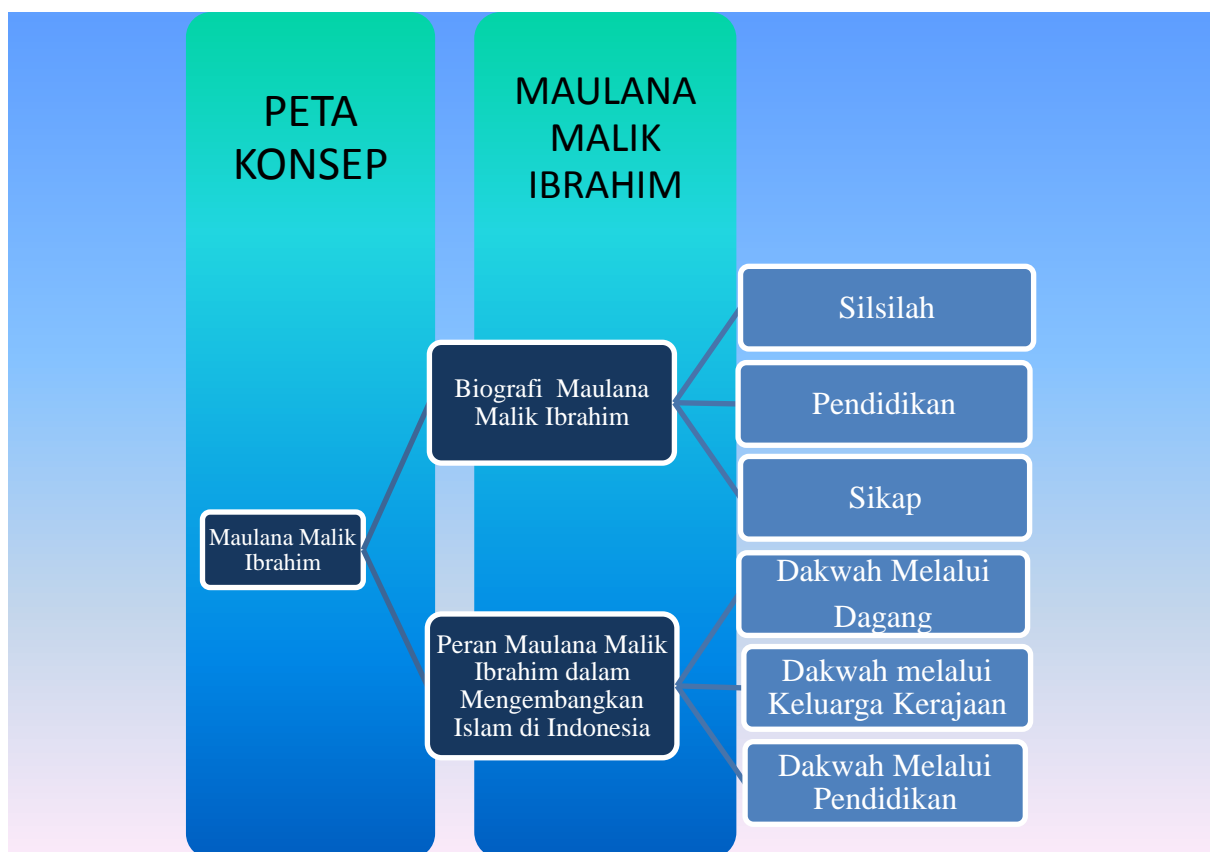 PETA
KONSEP
MAULANA
MALIK
IBRAHIM
Maulana Malik
Ibrahim
Biografi Maulana
Malik Ibrahim
Silsilah
Pendidikan
Sikap
Peran Maulana Malik
Ibrahim dalam
Mengembangkan
Islam di Indonesia
Dakwah Melalui
Dagang
Dakwah melalui
Keluarga Kerajaan
Dakwah Melalui
Pendidikan